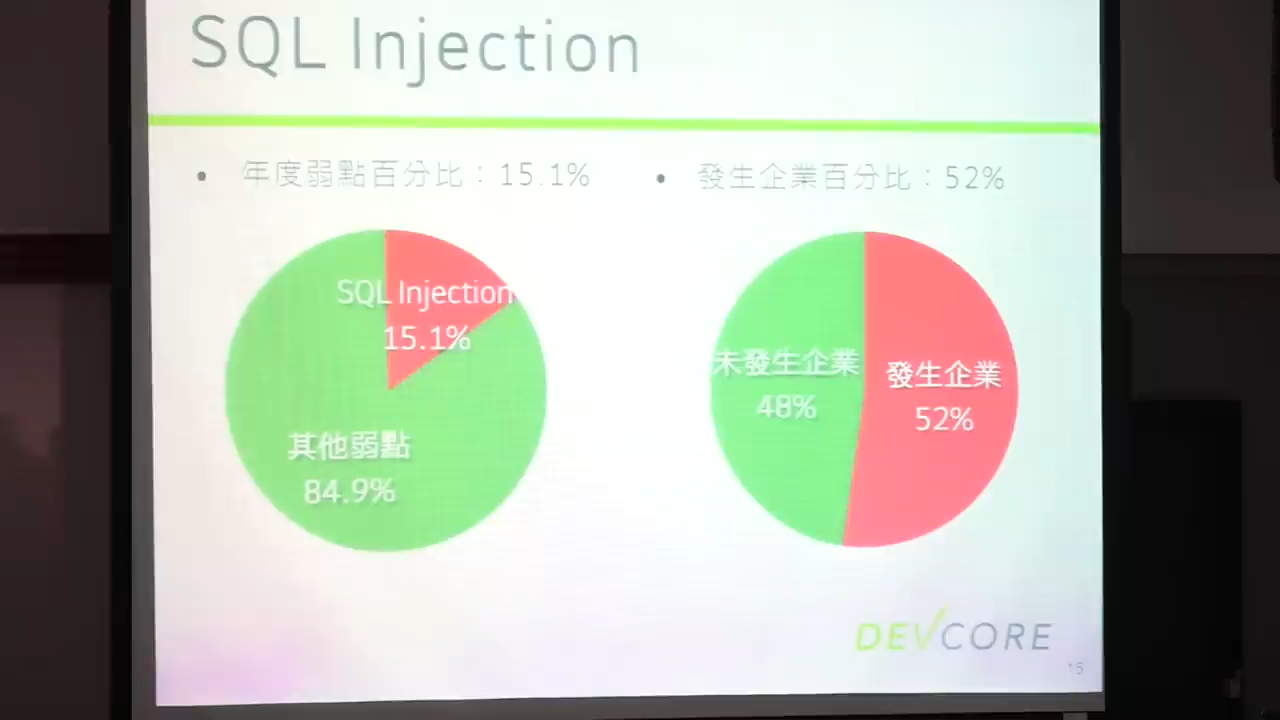 SQL Injection
• 年度弱點百分比：15.1%
• 發生企業百分比：52%
SQL Injection
15.1%
其他弱點
84.9%
未發生企業
48%
發生企業
52%
DEVCORE
15